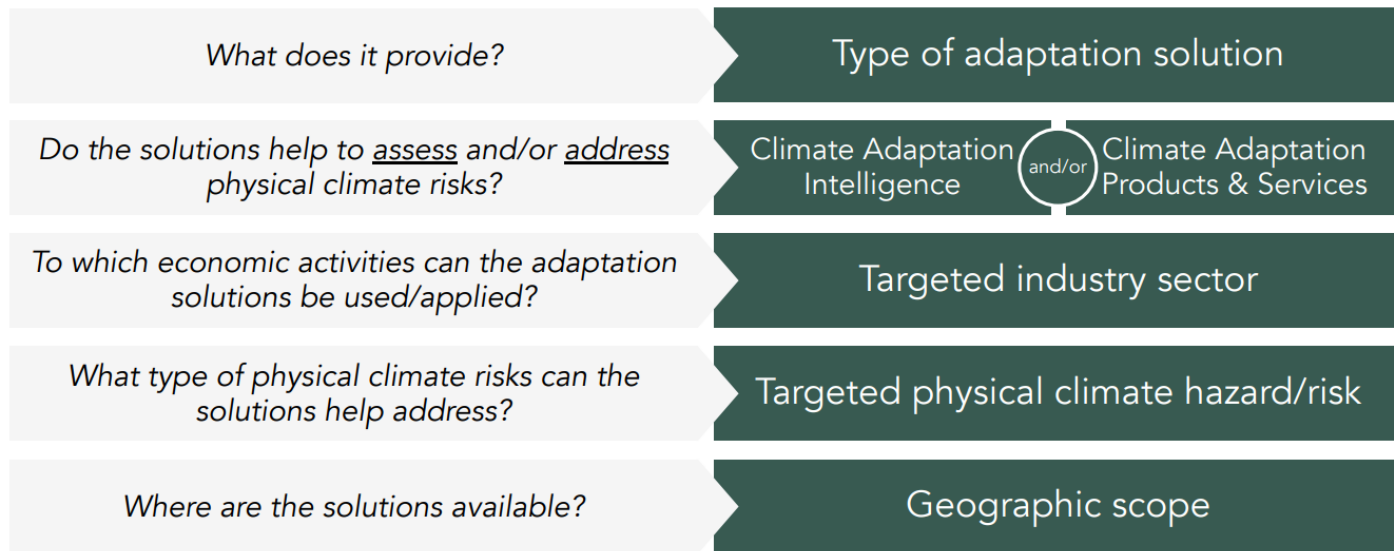 What does it provide?
Type of adaptation solution
Do the solutions help to assess and/or address
physical climate risks?
Climate Adaptation
Intelligence
and/or
Climate Adaptation
Products & Services
To which economic activities can the adaptation
solutions be used/applied?
Targeted industry sector
What type of physical climate risks can the
solutions help address?
Targeted physical climate hazard/risk
Where are the solutions available?
Geographic scope